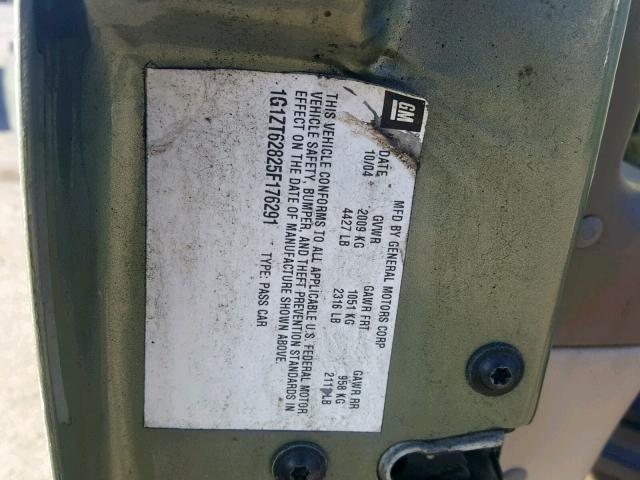 GM
MFD BY GENERAL MOTORS CORP
DATE GVWR GAWR FRT GAWR RR
10/04 2009 KG 1051 KG 958 KG
4427 LB 2316 LB 2111 LB
THIS VEHICLE CONFORMS TO ALL APPLICABLE U.S. FEDERAL MOTOR
VEHICLE SAFETY, BUMPER, AND THEFT PREVENTION STANDARDS IN
EFFECT ON THE DATE OF MANUFACTURE SHOWN ABOVE.
1G1ZT62825F176291 TYPE: PASS CAR